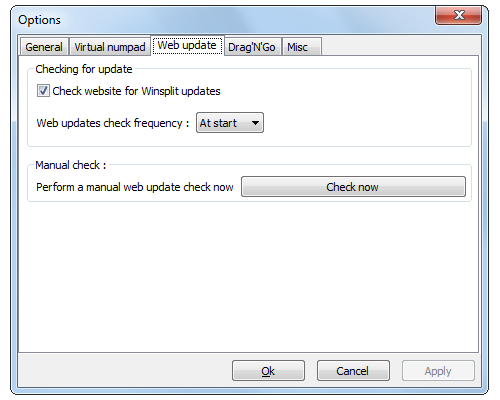 Options
General Virtual numpad Web update Drag'N'Go Misc
Checking for update
Check website for Winsplit updates
Web updates check frequency : At start
Manual check :
Perform a manual web update check now Check now
Ok Cancel Apply